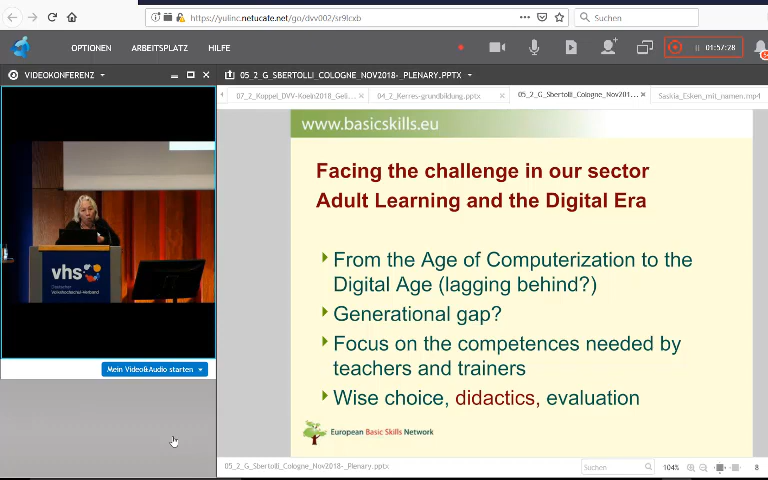 https://yulinc.netucate.net/go/dvv002/sr9lcxb
Suchen
OPTIONEN
ARBEITSPLATZ
HILFE
01:57:28
VIDEOKONFERENZ
05_2_G_SBERTOLLI_COLOGNE_NOV2018-_PLENARY.PPTX
07_2_Koppel_DVV-Koeln2018_Geli...
04_2_Kerres-grundbildung.pptx
05_2_G_Sbertolli_Cologne_Nov201...
Saskia_Esken_mit_namen.mp4
www.basicskills.eu
Facing the challenge in our sector
Adult Learning and the Digital Era
From the Age of Computerization to the
Digital Age (lagging behind?)
Generational gap?
Focus on the competences needed by
teachers and trainers
Wise choice, didactics, evaluation
European Basic Skills Network
vhs
Deutscher
Volkshochschul-Verband
Mein Video&Audio starten
05_2_G_Sbertolli_Cologne_Nov2018-_Plenary.pptx
Suchen
104%
8